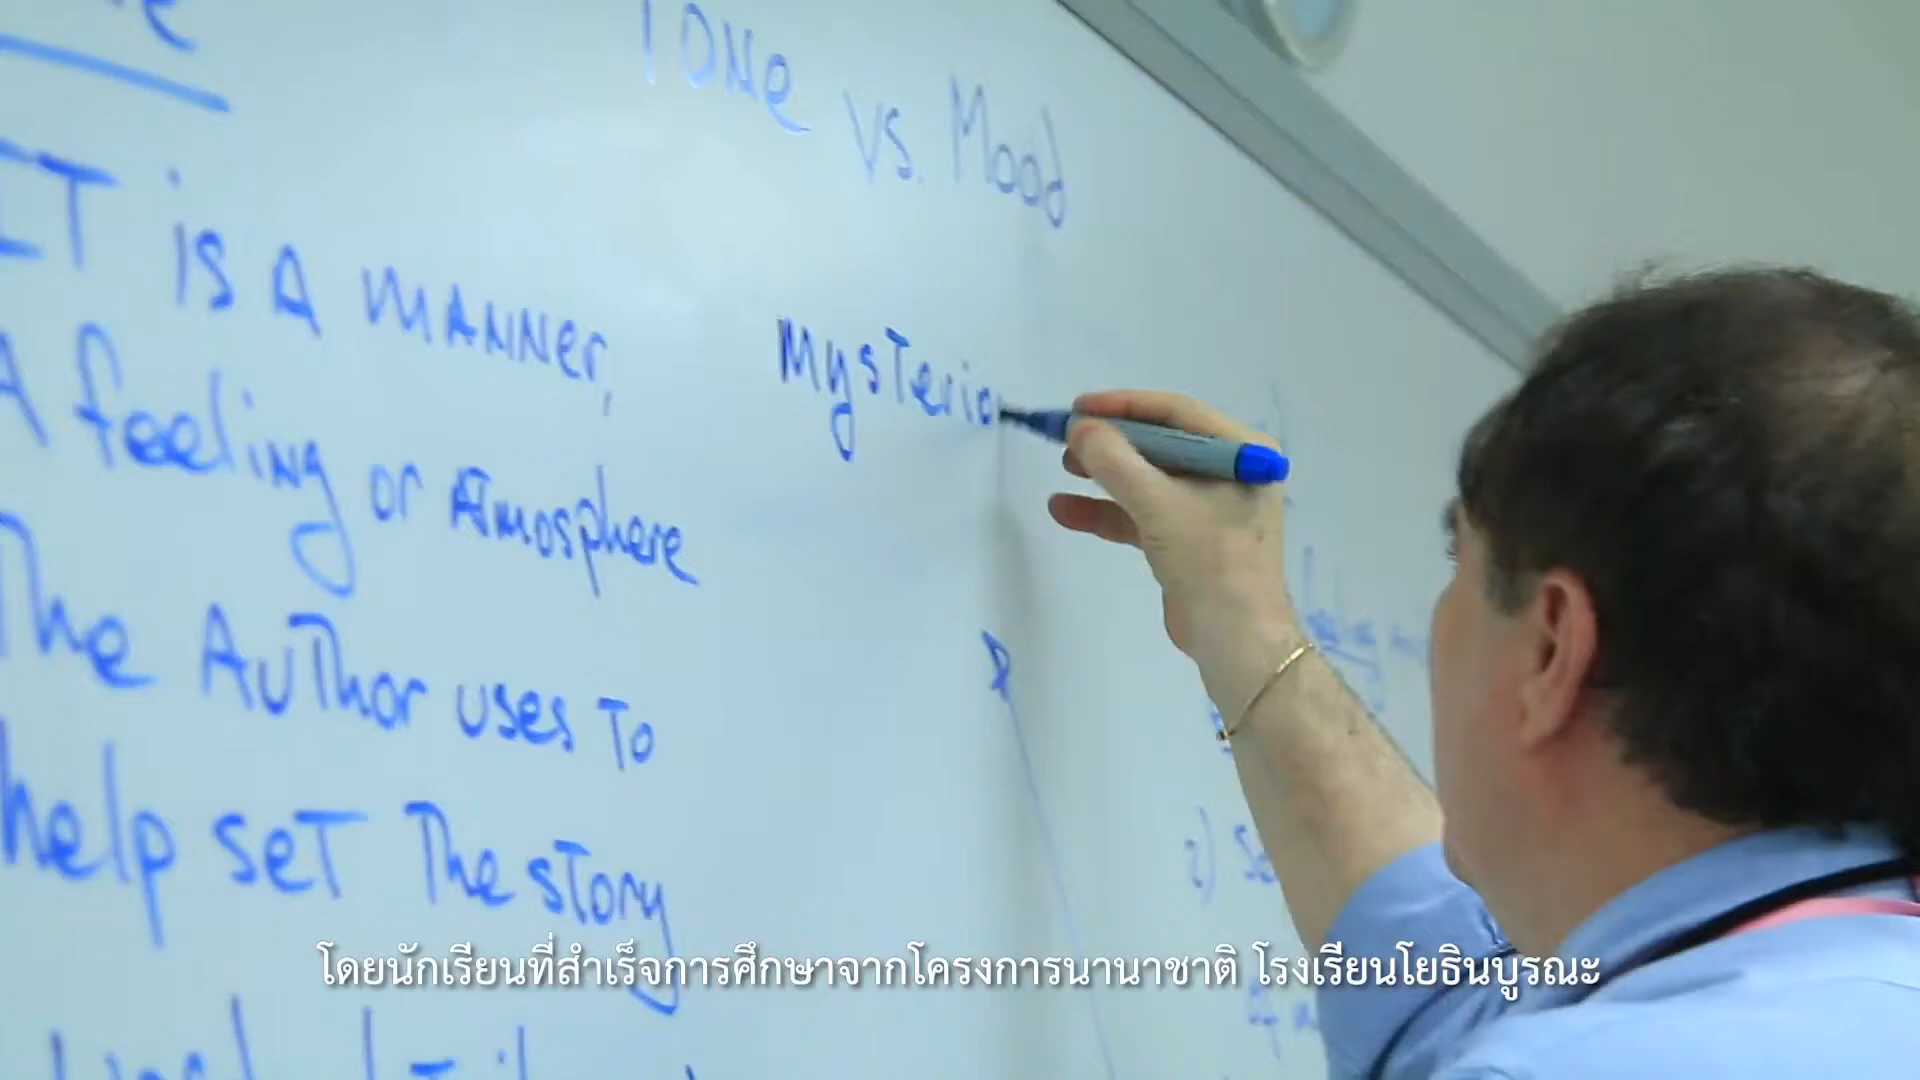 Tone vs. Mood
IT is A mANNer,
A feeling or ATmosphere
The AuThor uses To
help seT The sTory
mysTerio
2)
โดยนักเรียนที่สำเร็จการศึกษาจากโครงการนานาชาติ โรงเรียนโยธินบูรณะ